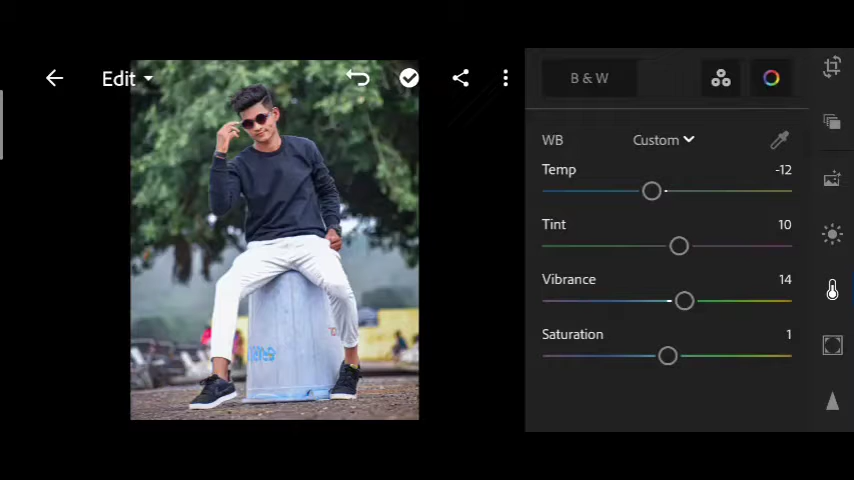 Edit
B & W
WB Custom
Temp -12
Tint 10
Vibrance 14
Saturation 1